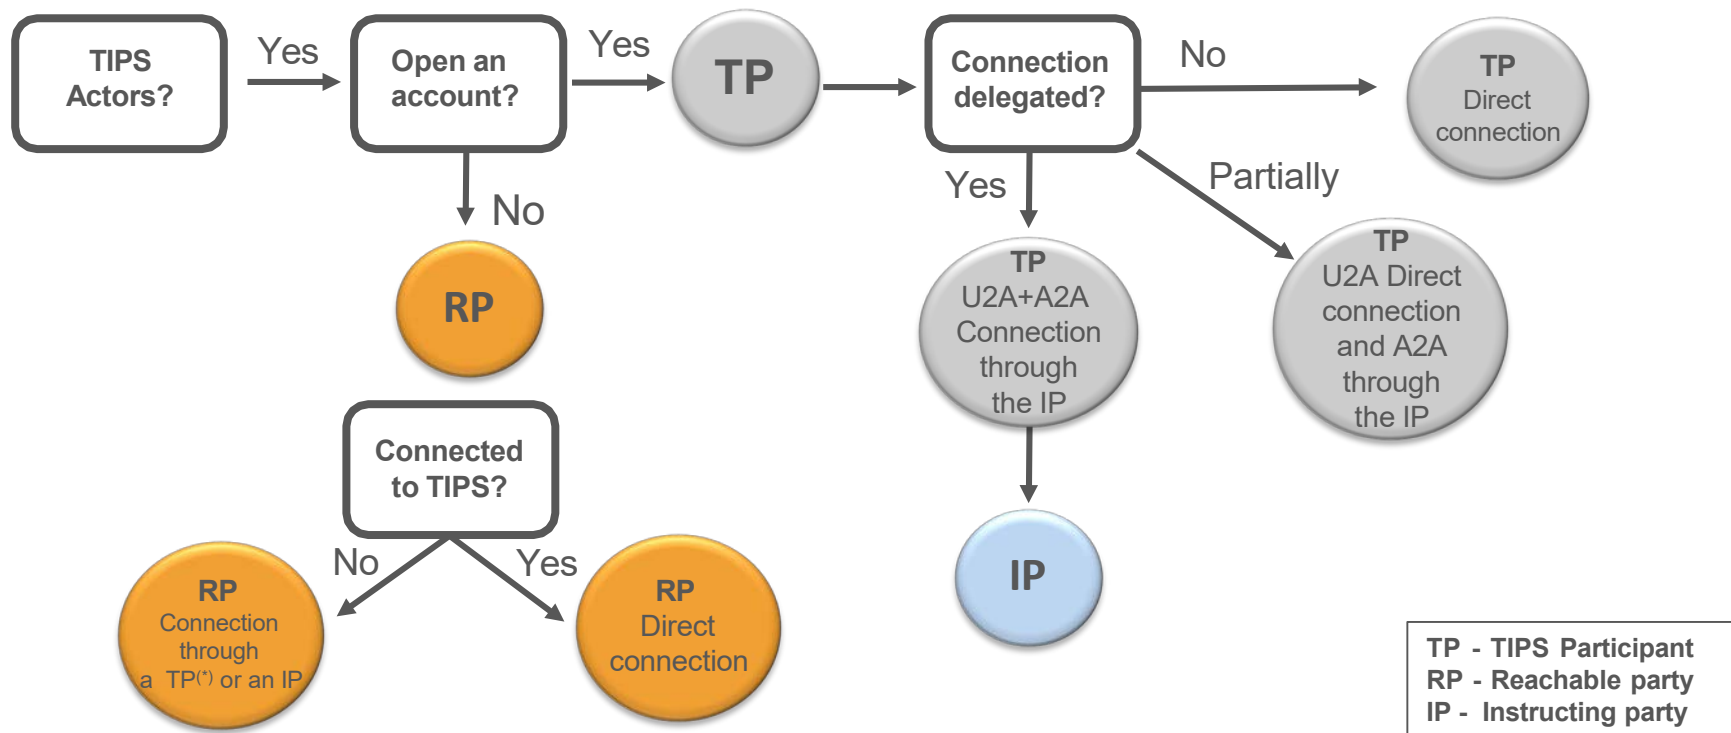 TIPS
Actors?
Yes
Open an
account?
Yes
TP
Connection
delegated?
No
TP
Direct
connection
No
Yes
Partially
RP
TP
U2A+A2A
Connection
through
the IP
TP
U2A Direct
connection
and A2A
through
the IP
Connected
to TIPS?
No
Yes
RP
Connection
through
a TP(*) or an IP
RP
Direct
connection
IP
TP - TIPS Participant
RP - Reachable party
IP - Instructing party